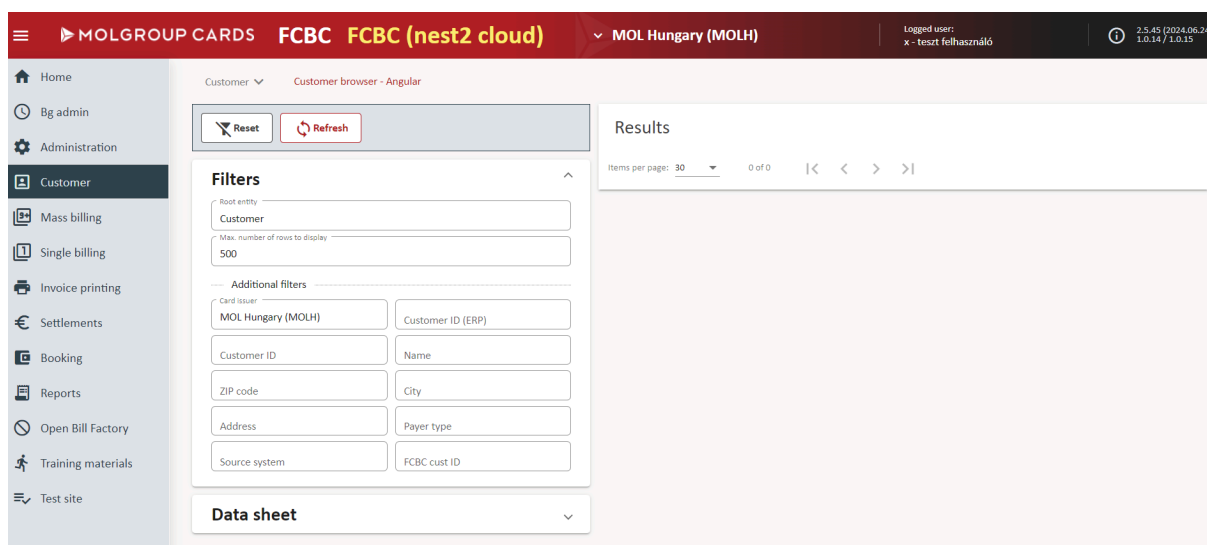 MOLGROUP CARDS FCBC FCBC (nest2 cloud) MOL Hungary (MOLH)
Logged user:
x - teszt felhasználó
2.5.45 (2024.06.24
1.0.14 / 1.0.15
Home
Bg admin
Administration
Customer
Mass billing
Single billing
Invoice printing
Settlements
Booking
Reports
Open Bill Factory
Training materials
Test site
Customer Customer browser - Angular
Reset Refresh
Filters
Root entity
Customer
Max. number of rows to display
500
Additional filters
Card issuer
MOL Hungary (MOLH) Customer ID (ERP)
Customer ID Name
ZIP code City
Address Payer type
Source system FCBC cust ID
Data sheet
Results
Items per page: 30 0 of 0